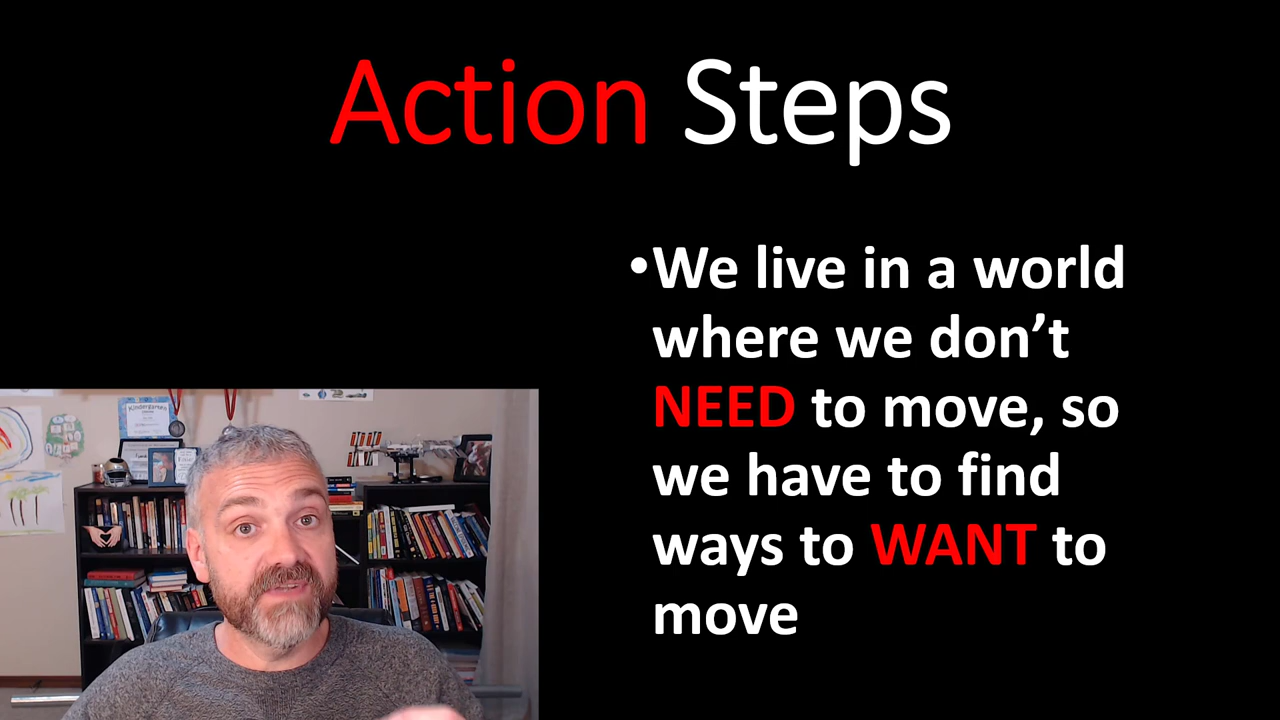 Action Steps
•We live in a world
where we don’t
NEED to move, so
we have to find
ways to WANT to
move
Kindergarten